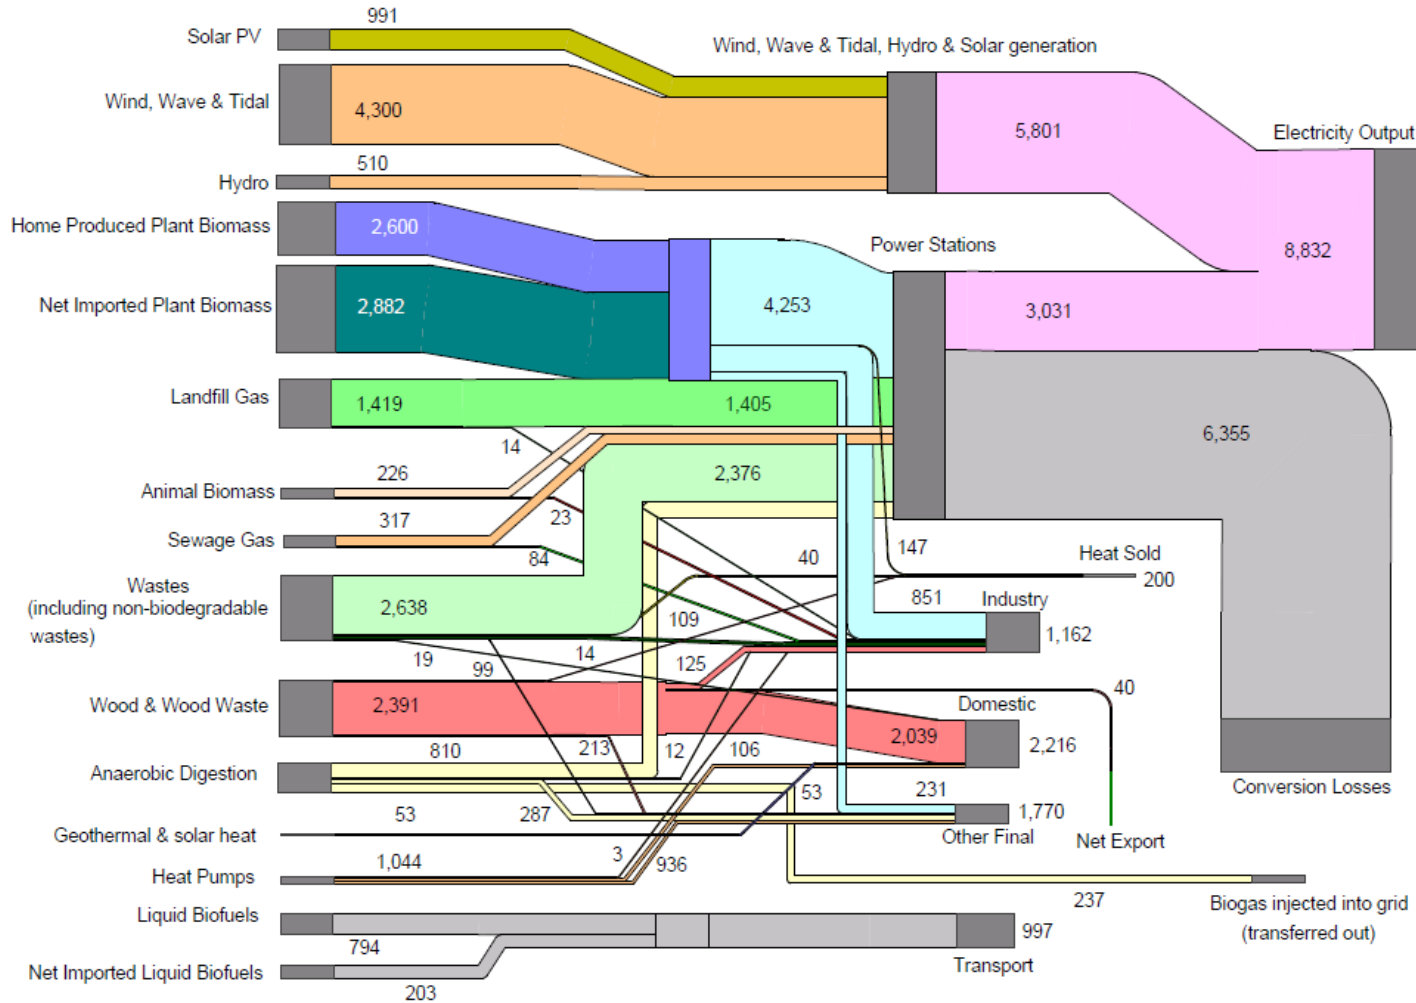 991
Solar PV
Wind, Wave & Tidal, Hydro & Solar generation
Wind, Wave & Tidal
4,300
5,801
Electricity Output
510
Hydro
Home Produced Plant Biomass
2,600
Power Stations
8,832
Net Imported Plant Biomass
2,882
4,253
3,031
Landfill Gas
1,419
1,405
14
6,355
226
2,376
Animal Biomass
317
23
Sewage Gas
84
40
147
Heat Sold
200
Wastes
(including non-biodegradable
wastes)
2,638
109
851
Industry
1,162
19
99
14
125
40
Wood & Wood Waste
2,391
Domestic
2,039
2,216
810
213
12
106
Anaerobic Digestion
53
231
Conversion Losses
53
287
1,770
Geothermal & solar heat
Other Final
Net Export
1,044
3
936
Heat Pumps
237
Biogas injected into grid
(transferred out)
Liquid Biofuels
794
997
Transport
Net Imported Liquid Biofuels
203